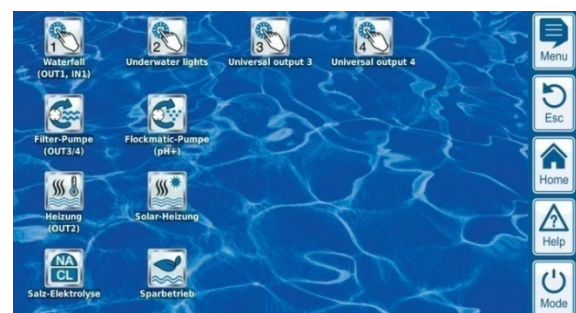 1
2
3
4
Waterfall
(OUT1, IN1)
Underwater lights
Universal output 3
Universal output 4
Filter-Pumpe
(OUT3/4)
Flockmatic-Pumpe
(pH+)
Heizung
(OUT2)
Solar-Heizung
NA
CL
Salz-Elektrolyse
Sparbetrieb
Menu
Esc
Home
?
Help
Mode